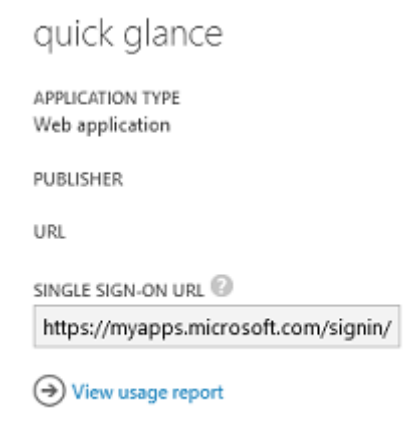 quick glance
APPLICATION TYPE
Web application
PUBLISHER
URL
SINGLE SIGN-ON URL ?
https://myapps.microsoft.com/signin/
View usage report